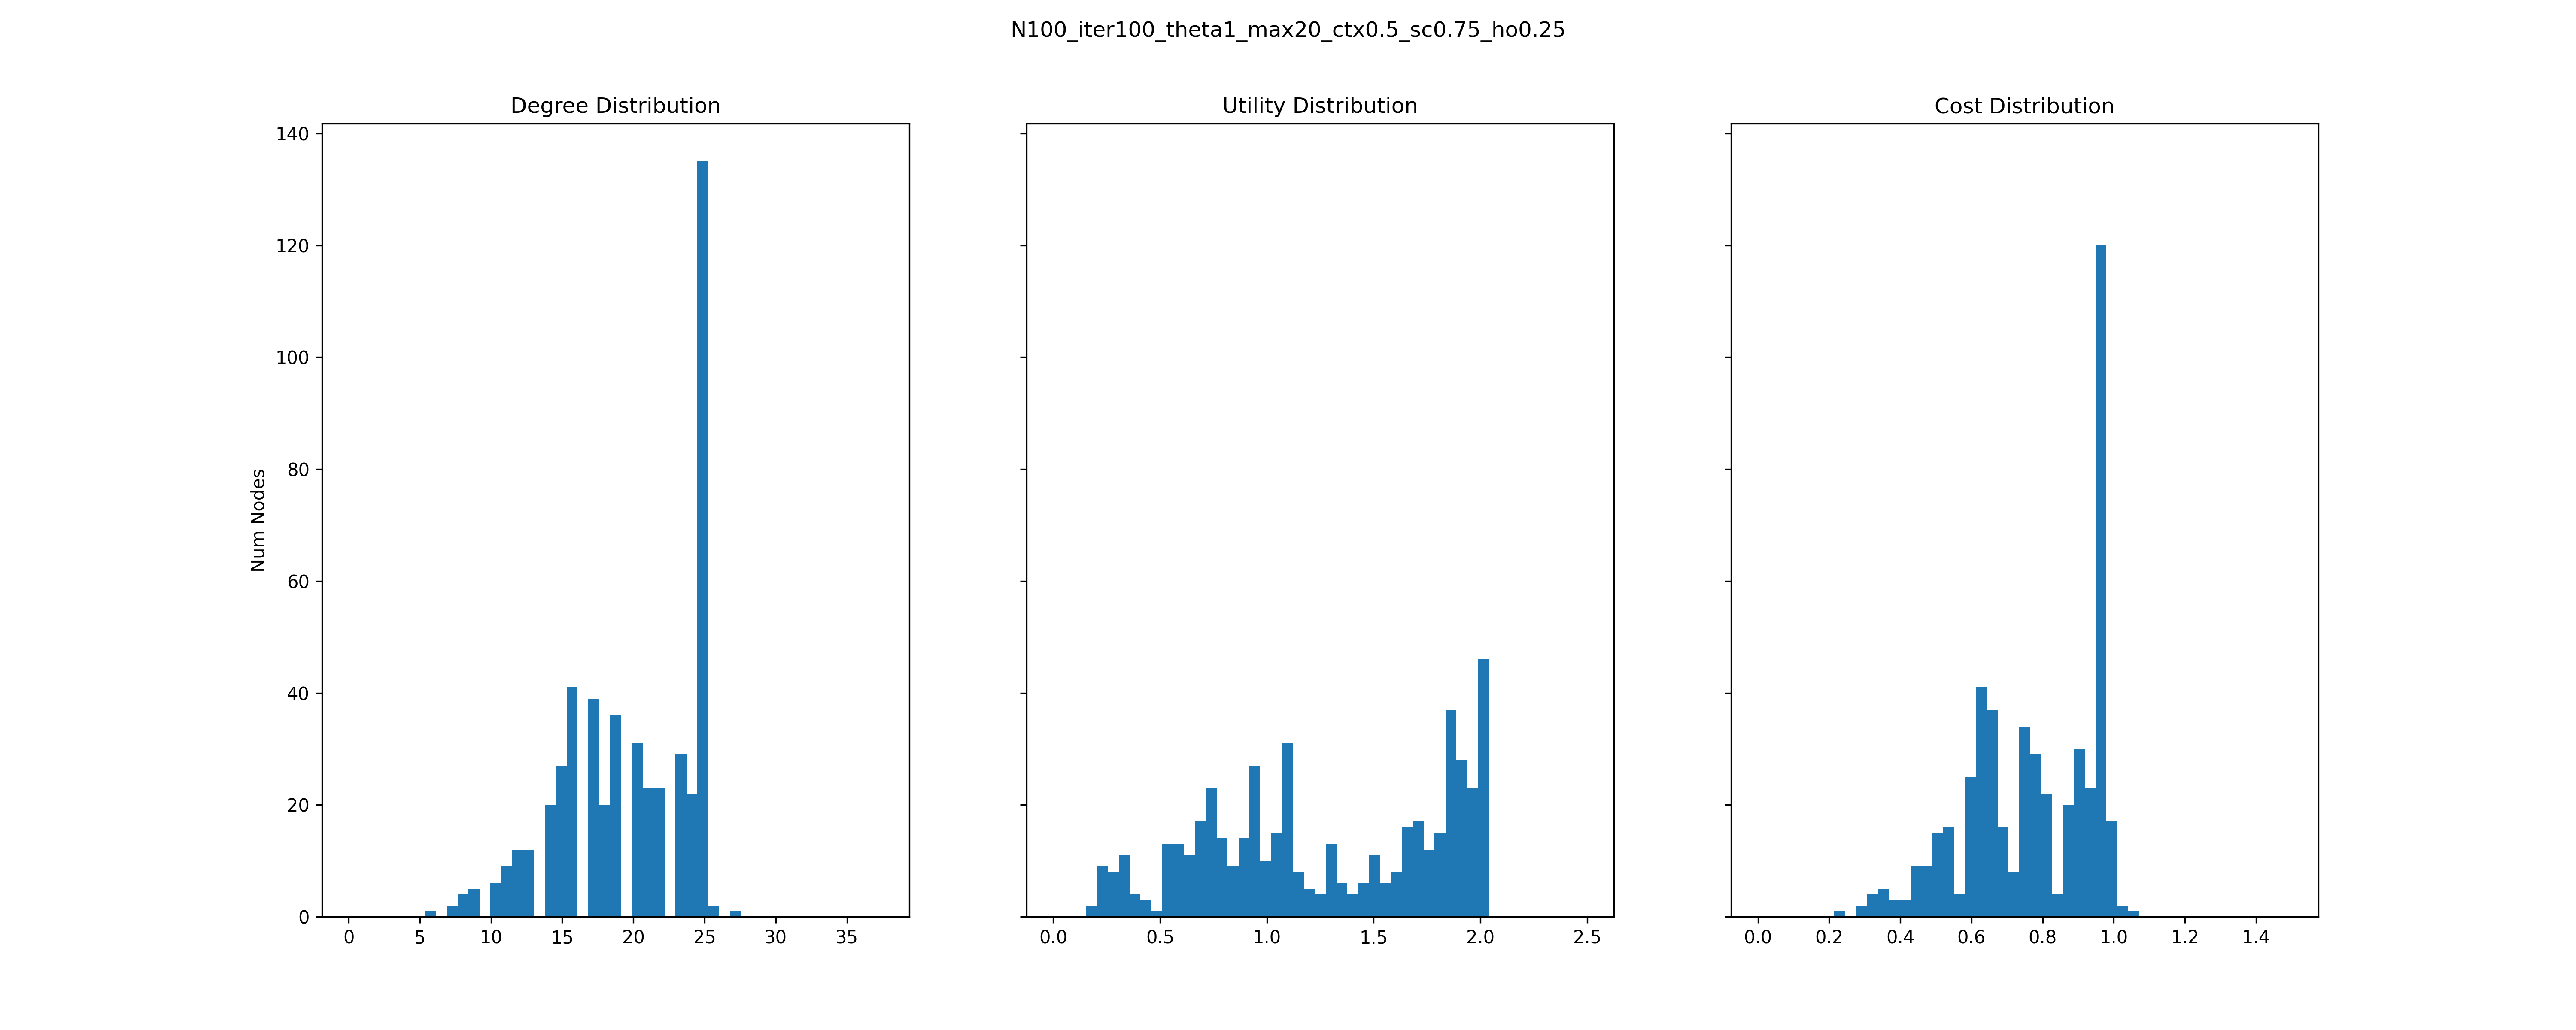 N100_iter100_theta1_max20_ctx0.5_sc0.75_ho0.25
Degree Distribution
Utility Distribution
Cost Distribution
Num Nodes
140
120
100
80
60
40
20
0
0 5 10 15 20 25 30 35
0.0 0.5 1.0 1.5 2.0 2.5
0.0 0.2 0.4 0.6 0.8 1.0 1.2 1.4